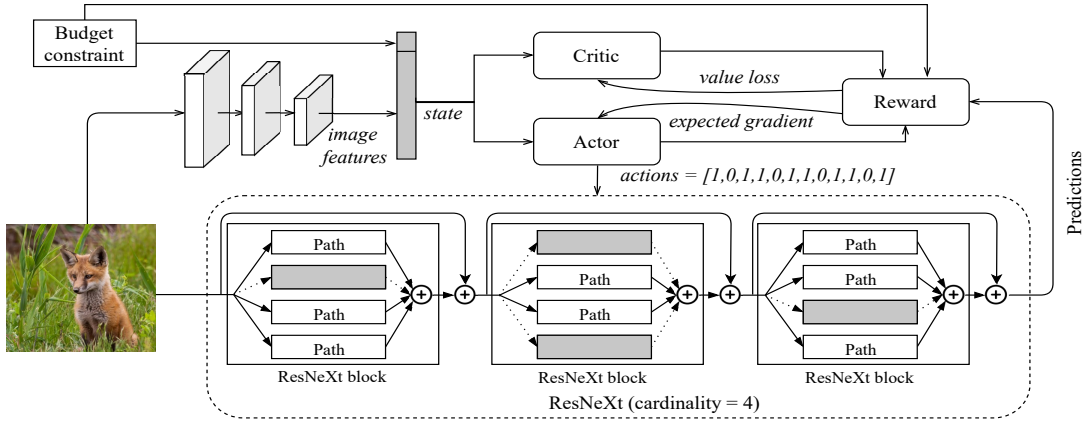 Budget
constraint
Critic
value loss
Reward
state
expected gradient
image
features
Actor
actions = [1,0,1,1,0,1,1,0,1,1,0,1]
Predictions
Path
Path
Path
ResNeXt block
Path
Path
ResNeXt block
Path
Path
Path
ResNeXt block
ResNeXt (cardinality = 4)